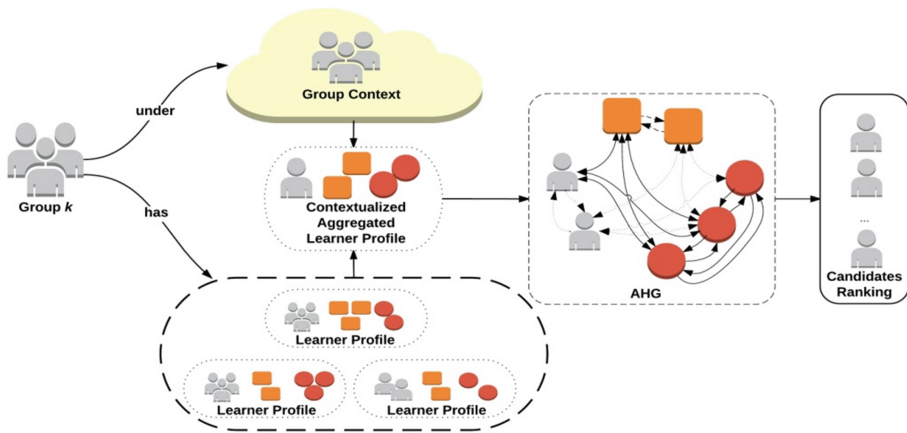 Group Context
under
Group k
has
Contextualized
Aggregated
Learner Profile
AHG
...
Candidates
Ranking
Learner Profile
Learner Profile
Learner Profile